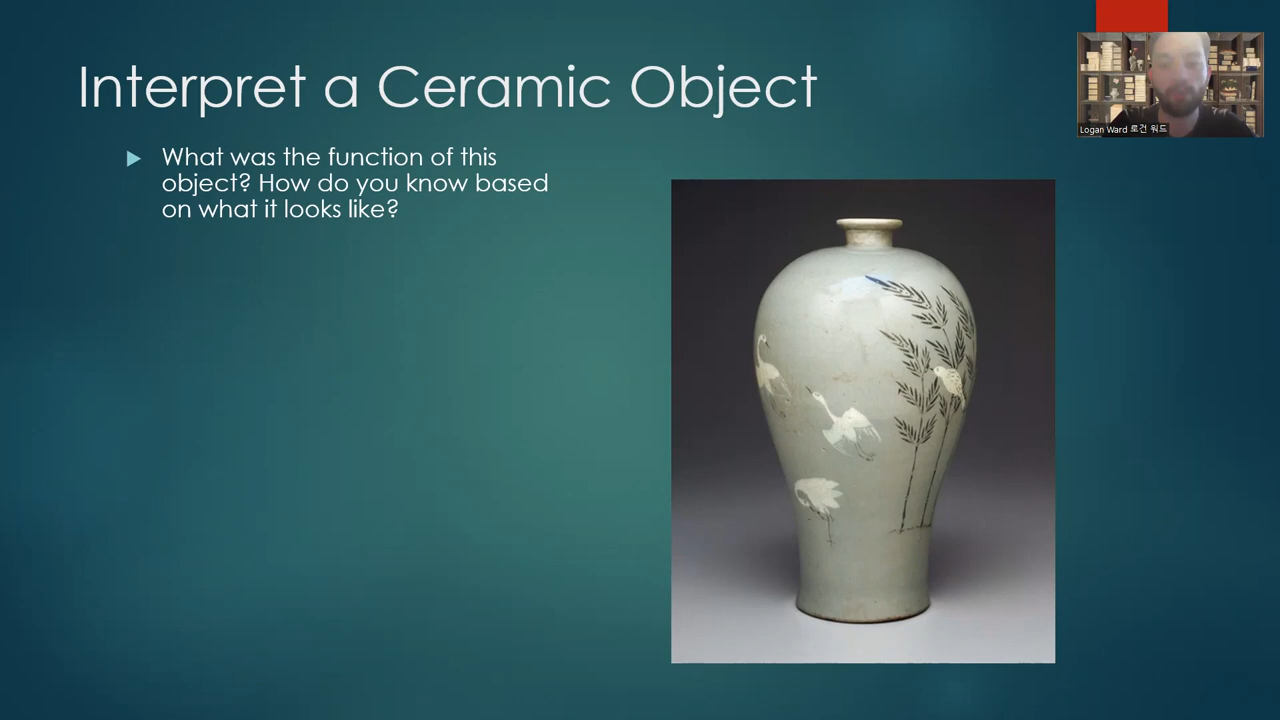 Interpret a Ceramic Object
What was the function of this
object? How do you know based
on what it looks like?
Logan Ward 로건 워드